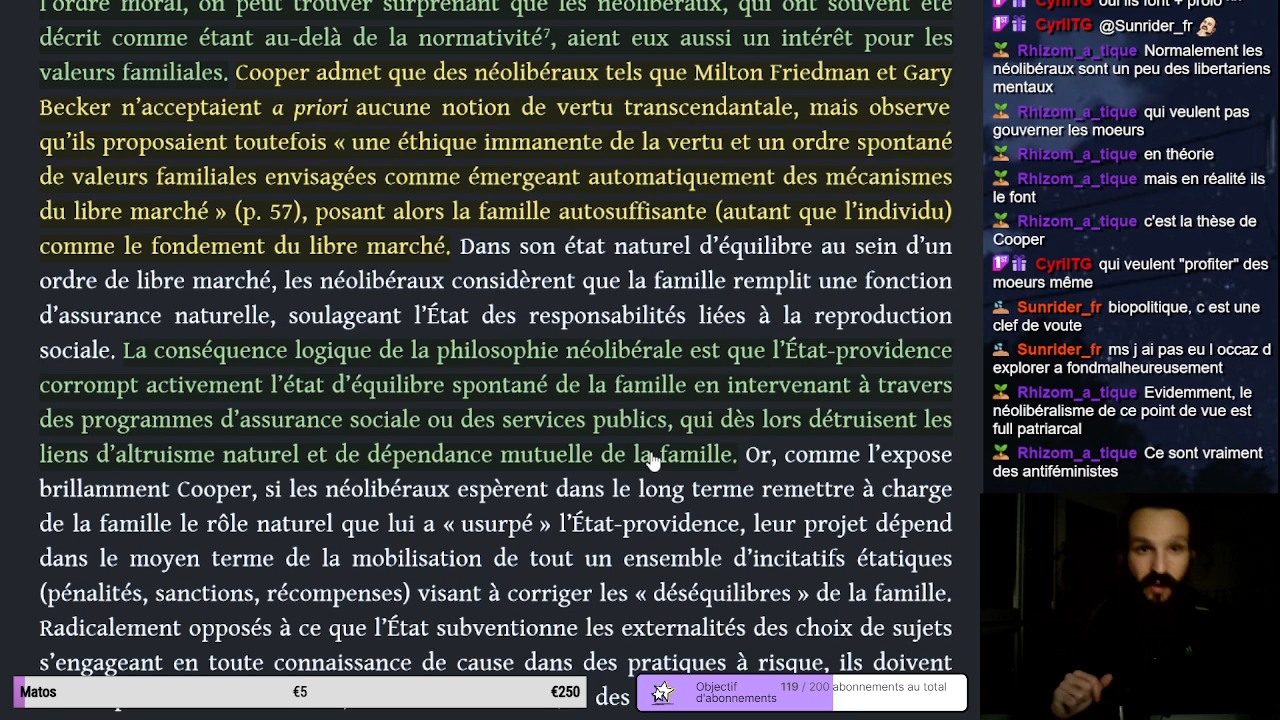 l'ordre moral, on peut trouver surprenant que les néolibéraux, qui ont souvent été
décrit comme étant au-delà de la normativité⁷, aient eux aussi un intérêt pour les
valeurs familiales. Cooper admet que des néolibéraux tels que Milton Friedman et Gary
Becker n'acceptaient a priori aucune notion de vertu transcendantale, mais observe
qu'ils proposaient toutefois « une éthique immanente de la vertu et un ordre spontané
de valeurs familiales envisagées comme émergeant automatiquement des mécanismes
du libre marché » (p. 57), posant alors la famille autosuffisante (autant que l'individu)
comme le fondement du libre marché. Dans son état naturel d'équilibre au sein d'un
ordre de libre marché, les néolibéraux considèrent que la famille remplit une fonction
d'assurance naturelle, soulageant l'État des responsabilités liées à la reproduction
sociale. La conséquence logique de la philosophie néolibérale est que l'État-providence
corrompt activement l'état d'équilibre spontané de la famille en intervenant à travers
des programmes d'assurance sociale ou des services publics, qui dès lors détruisent les
liens d'altruisme naturel et de dépendance mutuelle de la famille. Or, comme l'expose
brillamment Cooper, si les néolibéraux espèrent dans le long terme remettre à charge
de la famille le rôle naturel que lui a « usurpé » l'État-providence, leur projet dépend
dans le moyen terme de la mobilisation de tout un ensemble d'incitatifs étatiques
(pénalités, sanctions, récompenses) visant à corriger les « déséquilibres » de la famille.
Radicalement opposés à ce que l'État subventionne les externalités des choix de sujets
s'engageant en toute connaissance de cause dans des pratiques à risque, ils doivent
des
Matos €5 €250
Objectif d'abonnements 119 / 200 abonnements au total
CyrilTG oui ils font + prolo
CyrilTG @Sunrider_fr
Rhizom_a_tique Normalement les
néolibéraux sont un peu des libertariens
mentaux
Rhizom_a_tique qui veulent pas
gouverner les moeurs
Rhizom_a_tique en théorie
Rhizom_a_tique mais en réalité ils
le font
Rhizom_a_tique c'est la thèse de
Cooper
CyrilTG qui veulent "profiter" des
moeurs même
Sunrider_fr biopolitique, c est une
clef de voute
Sunrider_fr ms j ai pas eu l occaz d
explorer a fondmalheureusement
Rhizom_a_tique Evidemment, le
néolibéralisme de ce point de vue est
full patriarcal
Rhizom_a_tique Ce sont vraiment
des antiféministes